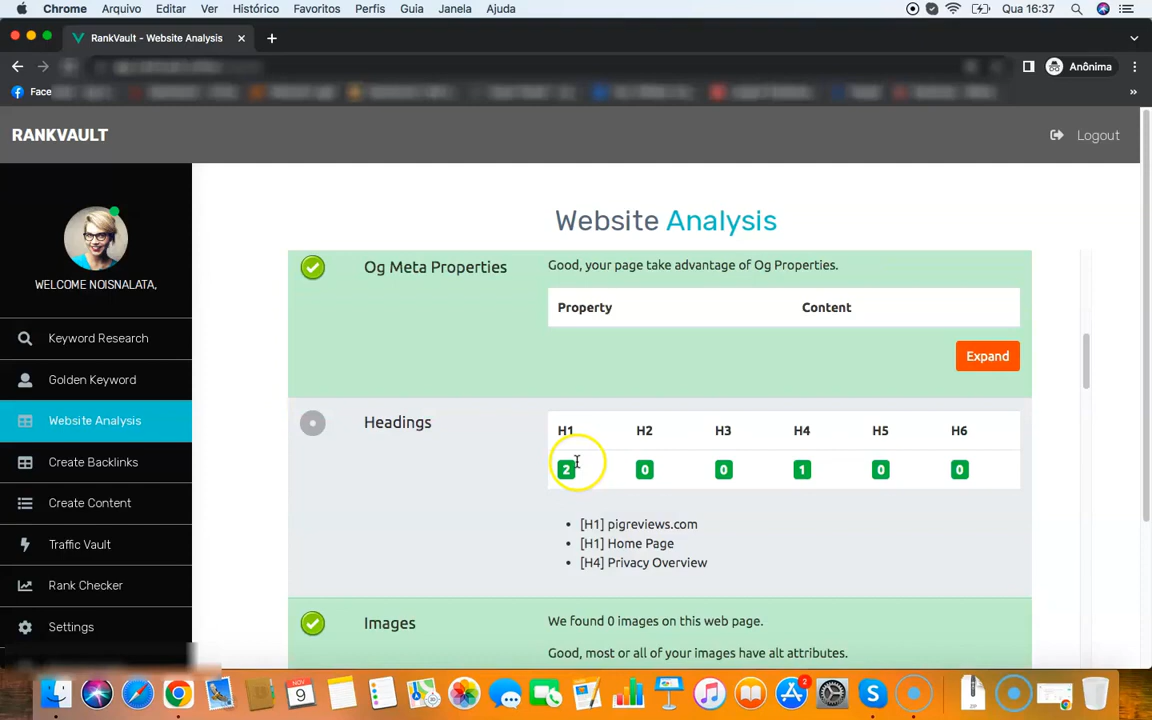 Chrome Arquivo Editar Ver Histórico Favoritos Perfis Guia Janela Ajuda Qua 16:37
RankVault - Website Analysis
Anônima
Face
RANKVAULT
Logout
WELCOME NOISNALATA,
Keyword Research
Golden Keyword
Website Analysis
Create Backlinks
Create Content
Traffic Vault
Rank Checker
Settings
Website Analysis
Og Meta Properties
Good, your page take advantage of Og Properties.
Property Content
Expand
Headings
H1 H2 H3 H4 H5 H6
2 0 0 1 0 0
• [H1] pigreviews.com
• [H1] Home Page
• [H4] Privacy Overview
Images
We found 0 images on this web page.
Good, most or all of your images have alt attributes.
9
2